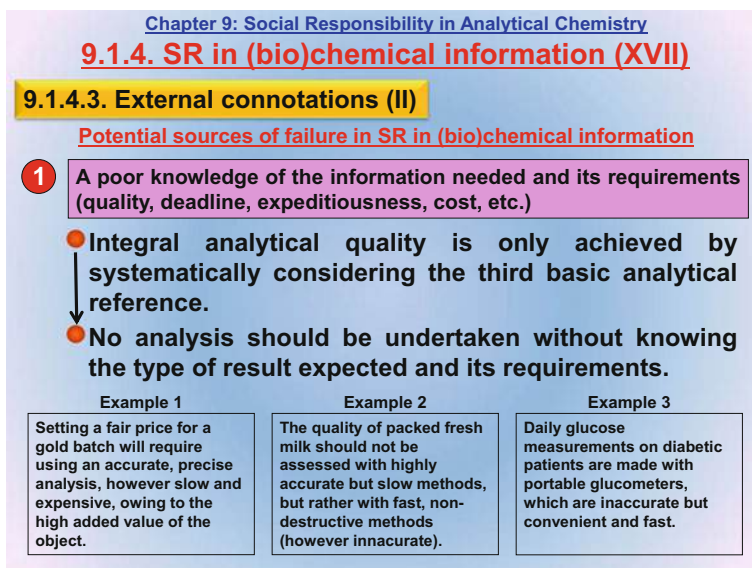 Chapter 9: Social Responsibility in Analytical Chemistry
9.1.4. SR in (bio)chemical information (XVII)
9.1.4.3. External connotations (II)
Potential sources of failure in SR in (bio)chemical information
1
A poor knowledge of the information needed and its requirements
(quality, deadline, expeditiousness, cost, etc.)
Integral analytical quality is only achieved by
systematically considering the third basic analytical
reference.
No analysis should be undertaken without knowing
the type of result expected and its requirements.
Example 1
Setting a fair price for a
gold batch will require
using an accurate, precise
analysis, however slow and
expensive, owing to the
high added value of the
object.
Example 2
The quality of packed fresh
milk should not be
assessed with highly
accurate but slow methods,
but rather with fast, non-
destructive methods
(however innacurate).
Example 3
Daily glucose
measurements on diabetic
patients are made with
portable glucometers,
which are inaccurate but
convenient and fast.